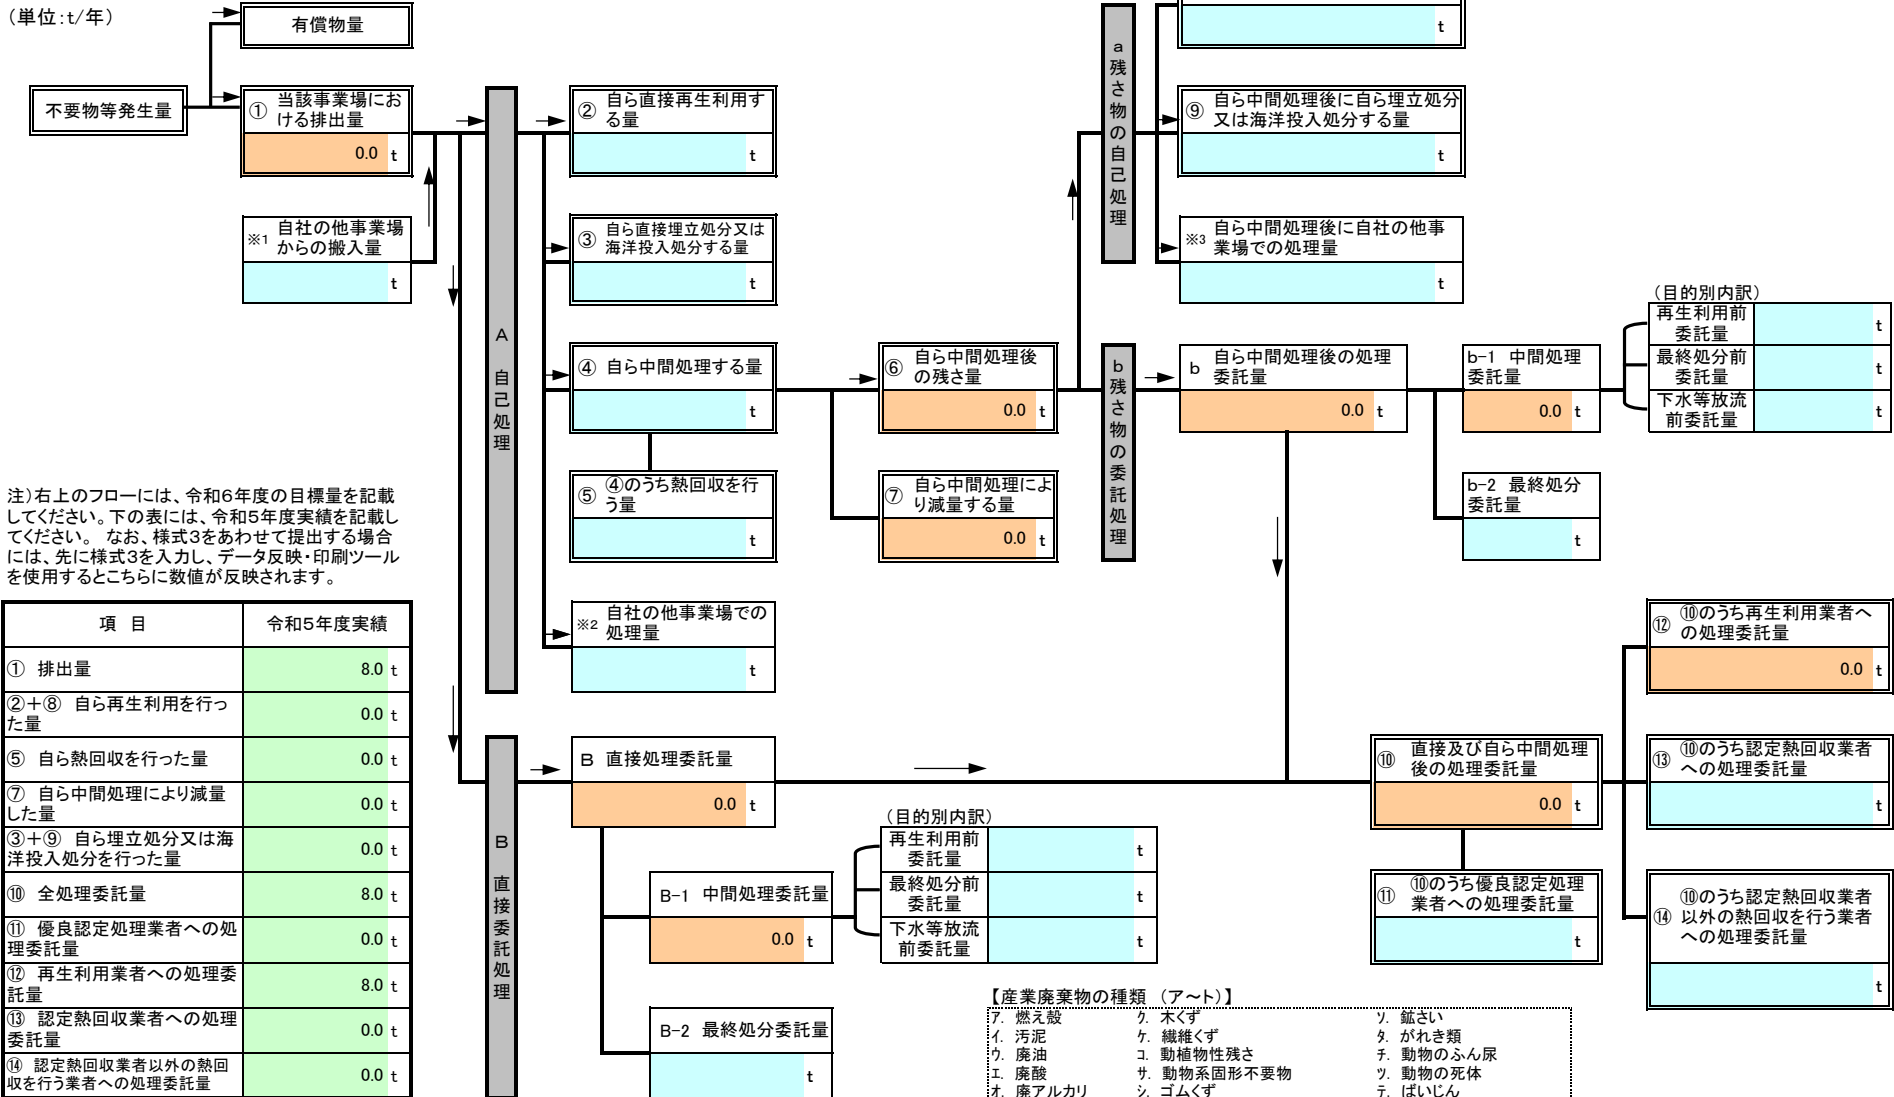 （単位：t/年）
有償物量
不要物等発生量
① 当該事業場にお
ける排出量
0.0 t
※1 自社の他事業場
からの搬入量
t
A 自己処理
② 自ら直接再生利用す
る量
t
③ 自ら直接埋立処分又は
海洋投入処分する量
t
④ 自ら中間処理する量
t
⑤ ④のうち熱回収を行
う量
t
※2 自社の他事業場での
処理量
t
⑥ 自ら中間処理後
の残さ量
0.0 t
⑦ 自ら中間処理によ
り減量する量
0.0 t
a 残さ物の自己処理
t
⑨ 自ら中間処理後に自ら埋立処分
又は海洋投入処分する量
t
※3 自ら中間処理後に自社の他事
業場での処理量
t
b 残さ物の委託処理
b 自ら中間処理後の処理
委託量
0.0 t
b-1 中間処理
委託量
0.0 t
（目的別内訳）
再生利用前
委託量
t
最終処分前
委託量
t
下水等放流
前委託量
t
b-2 最終処分
委託量
t
注）右上のフローには、令和６年度の目標量を記載
してください。下の表には、令和５年度実績を記載し
てください。 なお、様式３をあわせて提出する場合
には、先に様式３を入力し、データ反映・印刷ツール
を使用するとこちらに数値が反映されます。
項 目 令和５年度実績
① 排出量 8.0 t
②＋⑧ 自ら再生利用を行っ
た量 0.0 t
⑤ 自ら熱回収を行った量 0.0 t
⑦ 自ら中間処理により減量
した量 0.0 t
③＋⑨ 自ら埋立処分又は海
洋投入処分を行った量 0.0 t
⑩ 全処理委託量 8.0 t
⑪ 優良認定処理業者への処
理委託量 0.0 t
⑫ 再生利用業者への処理委
託量 8.0 t
⑬ 認定熱回収業者への処理
委託量 0.0 t
⑭ 認定熱回収業者以外の熱回
収を行う業者への処理委託量 0.0 t
B 直接委託処理
B 直接処理委託量
0.0 t
B-1 中間処理委託量
0.0 t
（目的別内訳）
再生利用前
委託量
t
最終処分前
委託量
t
下水等放流
前委託量
t
B-2 最終処分委託量
t
⑩ 直接及び自ら中間処理
後の処理委託量
0.0 t
⑪ ⑩のうち優良認定処理
業者への処理委託量
t
⑫ ⑩のうち再生利用業者へ
の処理委託量
0.0 t
⑬ ⑩のうち認定熱回収業者
への処理委託量
t
⑭ ⑩のうち認定熱回収業者
以外の熱回収を行う業者
への処理委託量
t
【産業廃棄物の種類 （ア～ト）】
ｱ. 燃え殻 ｸ. 木くず ｿ. 鉱さい
ｲ. 汚泥 ｹ. 繊維くず ﾀ. がれき類
ｳ. 廃油 ｺ. 動植物性残さ ﾁ. 動物のふん尿
ｴ. 廃酸 ｻ. 動物系固形不要物 ﾂ. 動物の死体
ｵ. 廃アルカリ ｼ. ゴムくず ﾃ. ばいじん